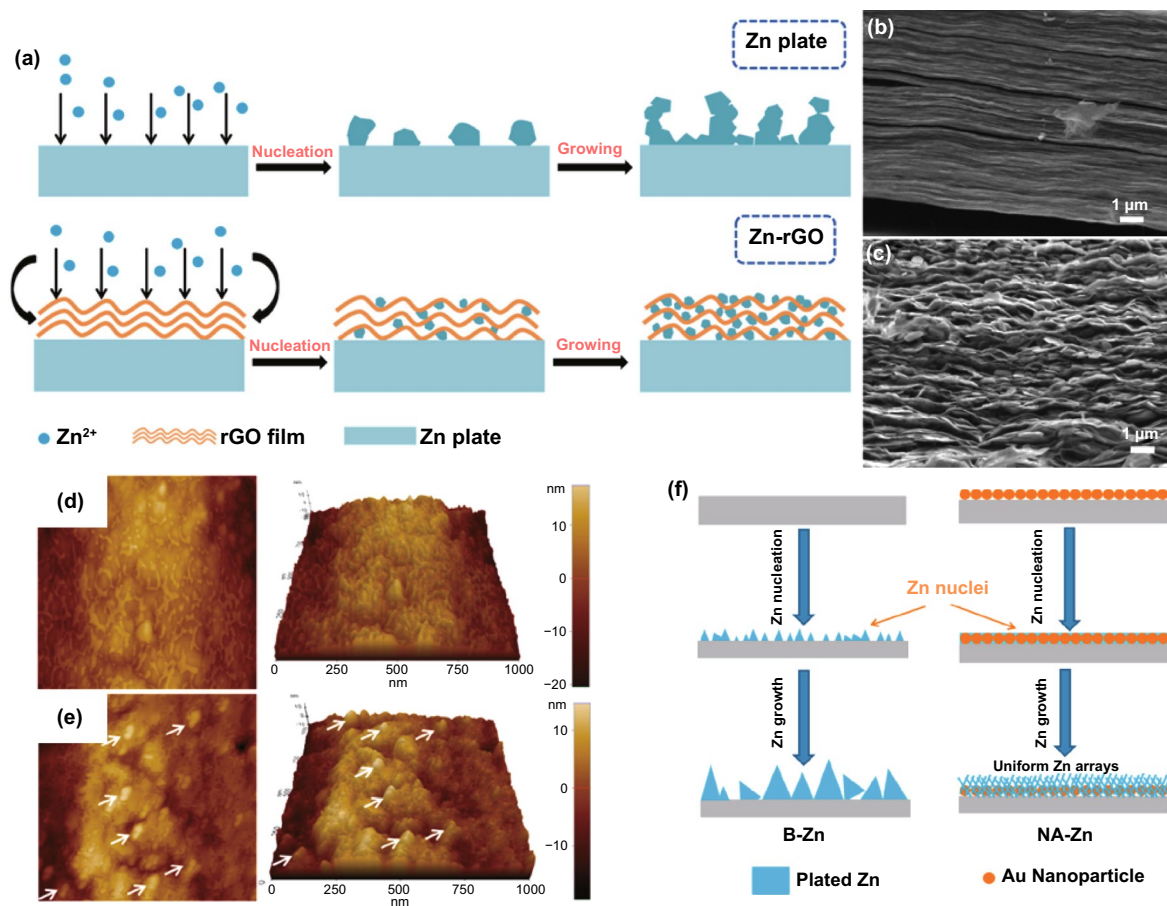 (a)
Zn plate
Nucleation
Growing
Zn-rGO
Nucleation
Growing
Zn²⁺
rGO film
Zn plate
(b)
1 µm
(c)
1 µm
(d)
0
250
500
750
1000
nm
nm
10
0
−10
−20
(e)
0
250
500
750
1000
nm
nm
10
0
−10
(f)
Zn nucleation
Zn nucleation
Zn nuclei
Zn growth
Zn growth
Uniform Zn arrays
B-Zn
NA-Zn
Plated Zn
Au Nanoparticle